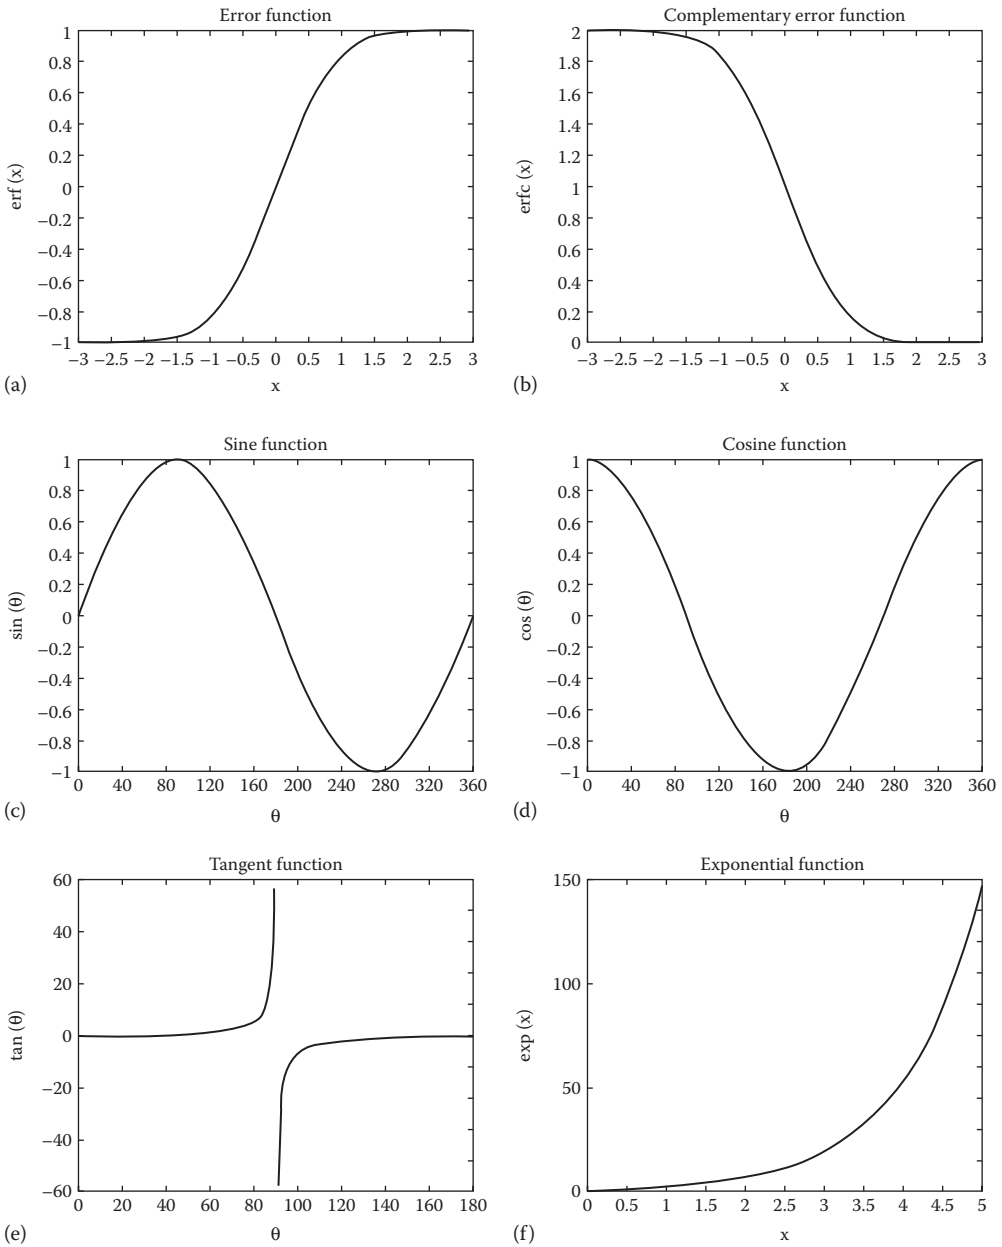 Error function
1
0.8
0.6
0.4
0.2
0
−0.2
−0.4
−0.6
−0.8
−1
erf (x)
−3 −2.5 −2 −1.5 −1 −0.5 0 0.5 1 1.5 2 2.5 3
x
(a)
Complementary error function
2
1.8
1.6
1.4
1.2
1
0.8
0.6
0.4
0.2
0
erfc (x)
−3 −2.5 −2 −1.5 −1 −0.5 0 0.5 1 1.5 2 2.5 3
x
(b)
Sine function
1
0.8
0.6
0.4
0.2
0
−0.2
−0.4
−0.6
−0.8
−1
sin (θ)
0 40 80 120 160 200 240 280 320 360
θ
(c)
Cosine function
1
0.8
0.6
0.4
0.2
0
−0.2
−0.4
−0.6
−0.8
−1
cos (θ)
0 40 80 120 160 200 240 280 320 360
θ
(d)
Tangent function
60
40
20
0
−20
−40
−60
tan (θ)
0 20 40 60 80 100 120 140 160 180
θ
(e)
Exponential function
150
100
50
0
exp (x)
0 0.5 1 1.5 2 2.5 3 3.5 4 4.5 5
x
(f)